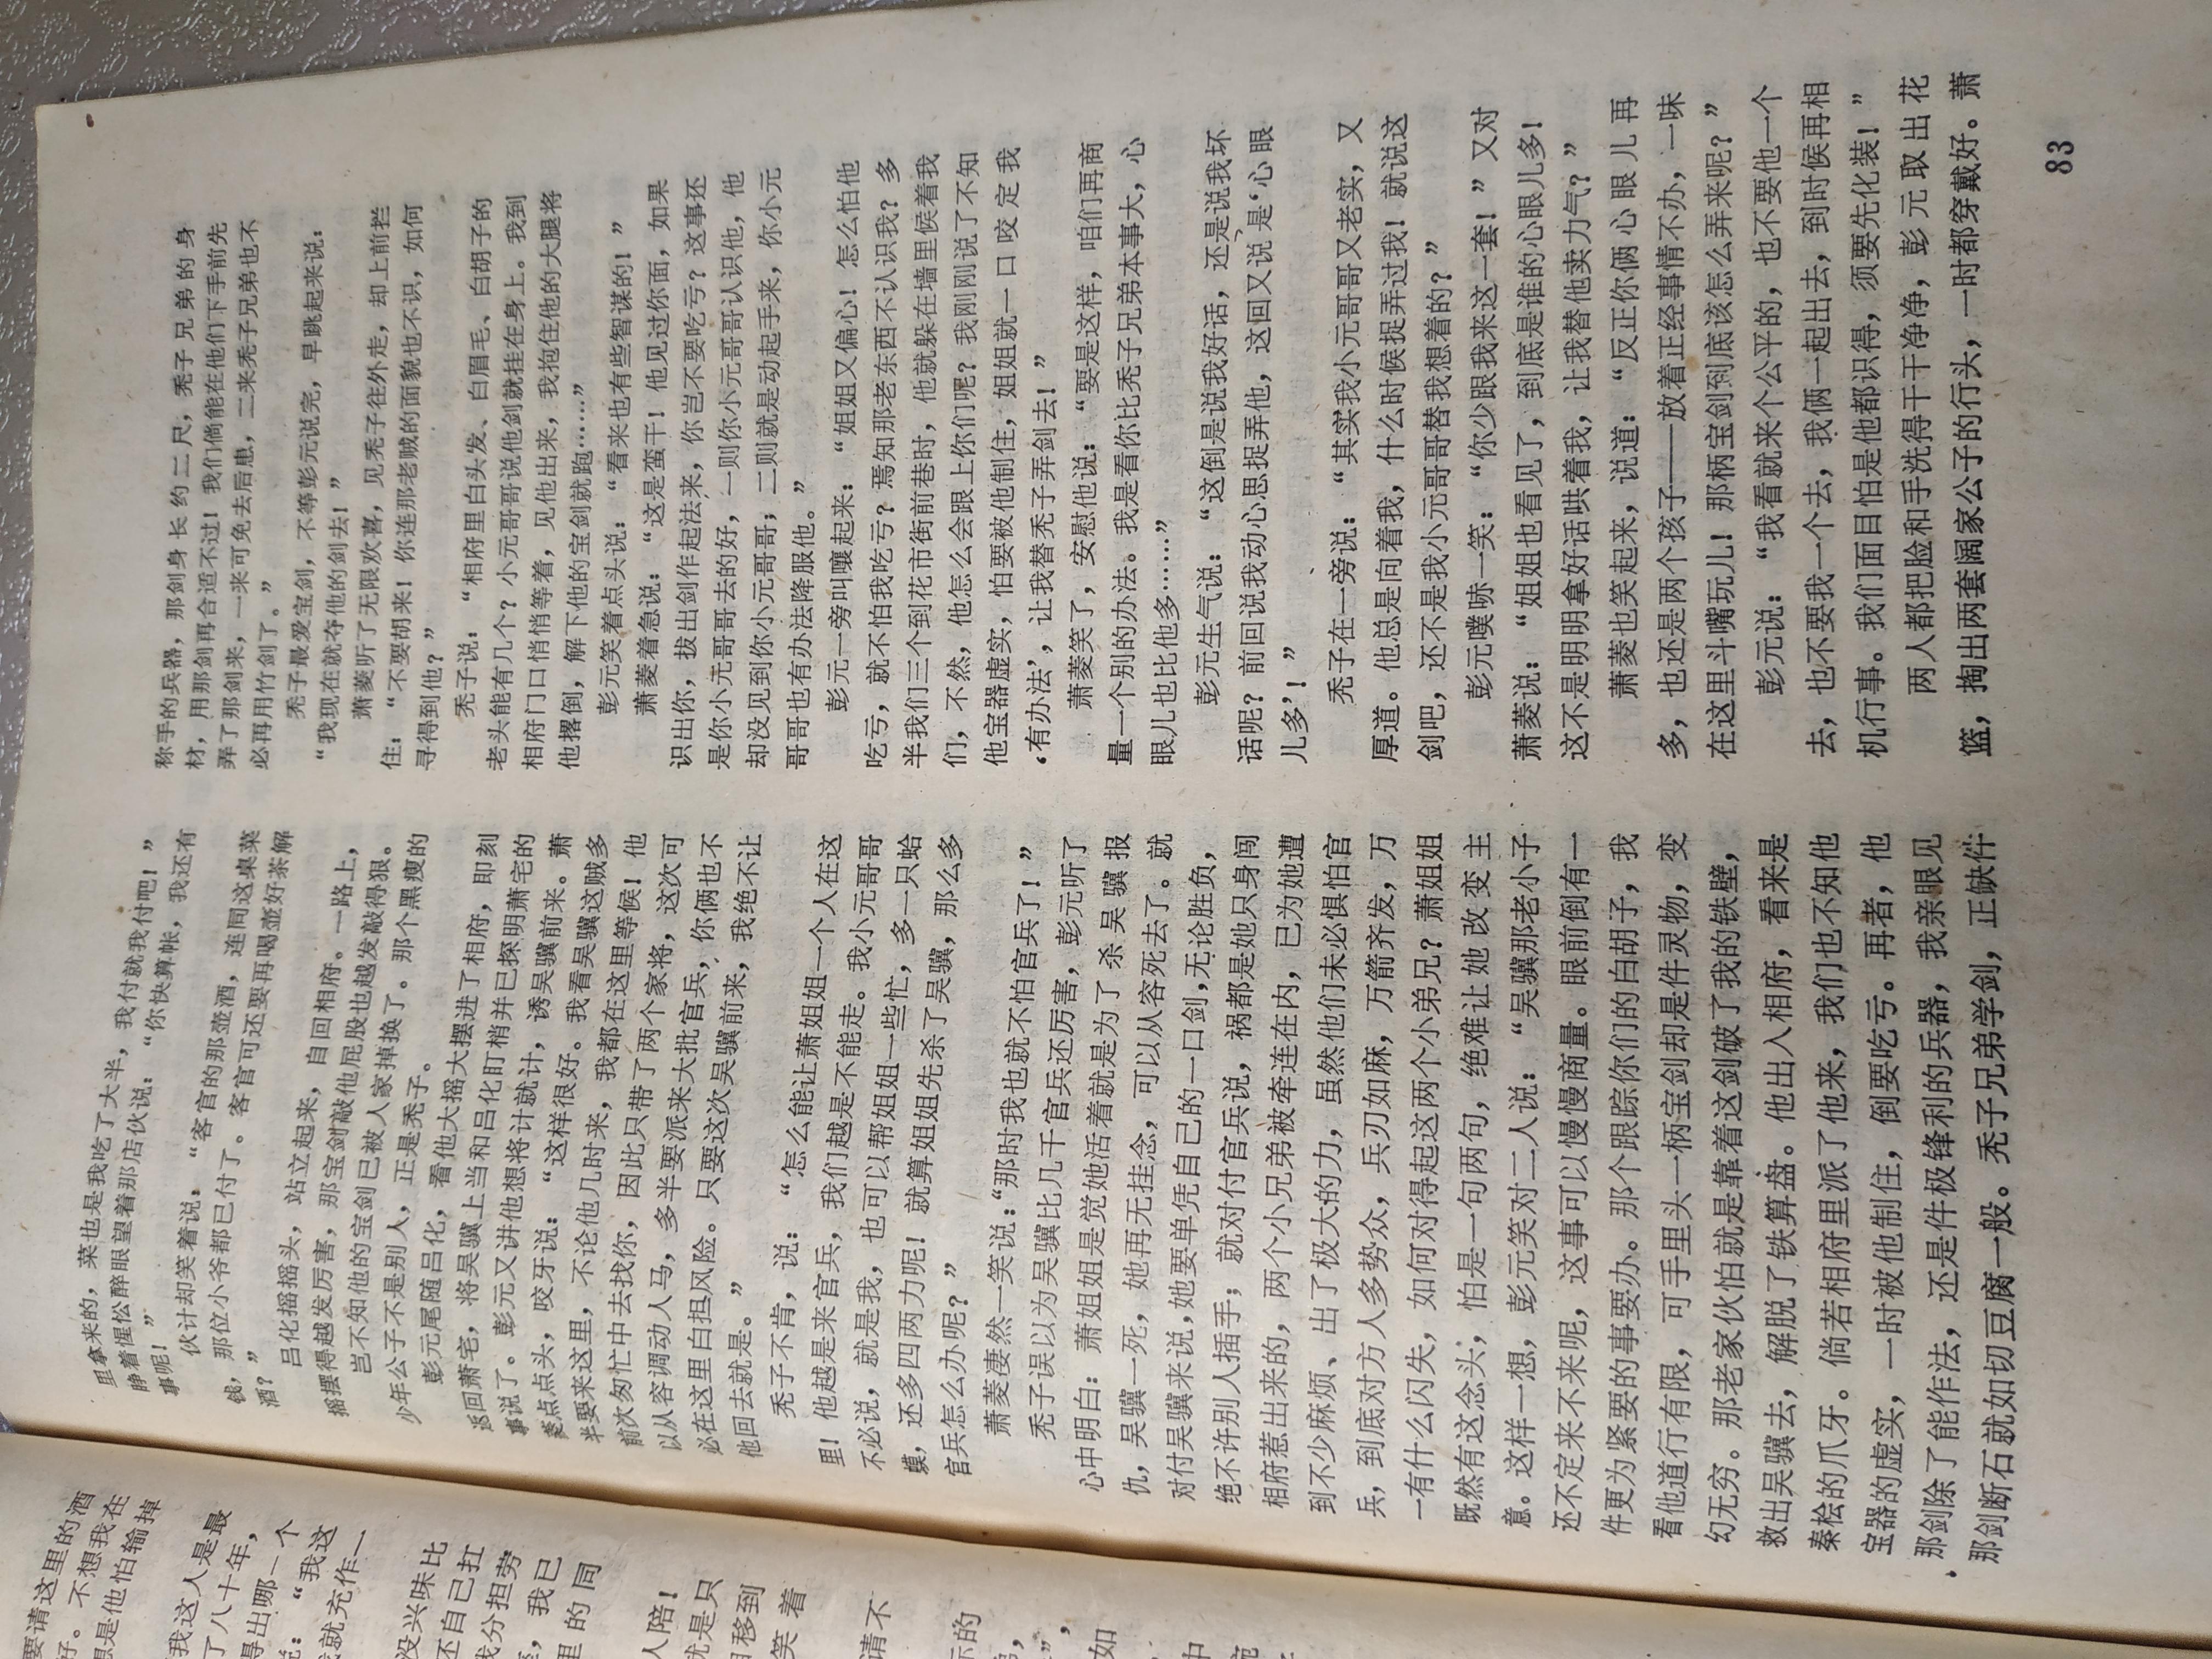 要请这里的酒
好。不想我在
想是他怕输掉
我这人是最
了八十年，
得出哪一个
说：“我这
就充作一
没兴味比
还自己扛
我分担劳
，我已
里的同
人陪！
就是只
自移到
笑着
请不
示的
如
里拿来的，菜也是我吃了大半，我付就我付吧！”
睁着惺忪醉眼望着那店伙说：“你快算帐，我还有
事呢！”
伙计却笑着说：“客官的那壶酒，连同这桌菜
钱，那位小爷都已付了。客官可还要再喝壶好茶解
酒？”
吕化摇摇头，站立起来，自回相府。一路上，
摇摆得越发厉害，那宝剑敲他屁股也越发敲得狠。
岂不知他的宝剑已被人家掉换了。那个黑瘦的
少年公子不是别人，正是秃子。
彭元尾随吕化，看他大摇大摆进了相府，即刻
返回萧宅，将吴骥上当和吕化盯梢并已探明萧宅的
事说了。彭元又讲他想将计就计，诱吴骥前来。萧
菱点点头，咬牙说：“这样很好。我看吴骥这贼多
半要来这里，不论他几时来，我都在这里等侯！他
前次匆忙中去找你，因此只带了两个家将，这次可
以从容调动人马，多半要派来大批官兵，你俩也不
必在这里白担风险。只要这次吴骥前来，我绝不让
他回去就是。”
秃子不肯，说：“怎么能让萧姐姐一个人在这
里！他越是来官兵，我们越是不能走。我小元哥哥
不必说，就是我，也可以帮姐姐一些忙，多一只蛤
蟆，还多四两力呢！就算姐姐先杀了吴骥，那么多
官兵怎么办呢？”
萧菱凄然一笑说：“那时我也就不怕官兵了！”
秃子误以为吴骥比几千官兵还厉害，彭元听了
心中明白：萧姐姐是觉她活着就是为了杀吴骥报
仇，吴骥一死，她再无挂念，可以从容死去了。就
对付吴骥来说，她要单凭自己的一口剑，无论胜负，
绝不许别人插手；就对付官兵说，祸都是她只身闯
相府惹出来的，两个小兄弟被牵连在内，已为她遭
到不少麻烦、出了极大的力，虽然他们未必惧怕官
兵，到底对方人多势众，兵刃如麻，万箭齐发，万
一有什么闪失，如何对得起这两个小弟兄？萧姐姐
既然有这念头，怕是一句两句，绝难让她改变主
意。这样一想，彭元笑对二人说：“吴骥那老小子
还不定来不来呢，这事可以慢慢商量。眼前倒有一
件更为紧要的事要办。那个跟踪你们的白胡子，我
看他道行有限，可手里头一柄宝剑却是件灵物，变
幻无穷。那老家伙怕就是靠着这剑破了我的铁壁，
救出吴骥去，解脱了铁算盘。他出入相府，看来是
秦桧的爪牙。倘若相府里派了他来，我们也不知他
宝器的虚实，一时被他制住，倒要吃亏。再者，他
那剑除了能作法，还是件极锋利的兵器，我亲眼见
那剑断石就如切豆腐一般。秃子兄弟学剑，正缺件
称手的兵器，那剑身长约二尺，秃子兄弟的身
材，用那剑再合适不过！我们倘能在他们下手前先
弄了那剑来，一来可免去后患，二来秃子兄弟也不
必再用竹剑了。”
秃子最爱宝剑，不等彭元说完，早跳起来说：
“我现在就夺他的剑去！”
萧菱听了无限欢喜，见秃子往外走，却上前拦
住：“不要胡来！你连那老贼的面貌也不识，如何
寻得到他？”
秃子说：“相府里白头发、白眉毛、白胡子的
老头能有几个？小元哥哥说他剑就挂在身上。我到
相府门口悄悄等着，见他出来，我抱住他的大腿将
他撂倒，解下他的宝剑就跑……”
彭元笑着点头说：“看来也有些智谋的！”
萧菱着急说：“这是蛮干！他见过你面，如果
识出你，拔出剑作起法来，你岂不要吃亏？这事还
是你小元哥哥去的好，一则你小元哥哥认识他，他
却没见到你小元哥哥；二则就是动起手来，你小元
哥哥也有办法降服他。”
彭元一旁叫嚷起来：“姐姐又偏心！怎么怕他
吃亏，就不怕我吃亏？焉知那老东西不认识我？多
半我们三个到花市街前巷时，他就躲在墙里侯着我
们，不然，他怎么会跟上你们呢？我刚刚说了不知
他宝器虚实，怕要被他制住，姐姐就一口咬定我
‘有办法’，让我替秃子弄剑去！”
萧菱笑了，安慰他说：“要是这样，咱们再商
量一个别的办法。我是看你比秃子兄弟本事大，心
眼儿也比他多……”
彭元生气说：“这倒是说我好话，还是说我坏
话呢？前回说我动心思捉弄他，这回又说是‘心眼
儿多’！”
秃子在一旁说：“其实我小元哥哥又老实，又
厚道。他总是向着我，什么时侯捉弄过我！就说这
剑吧，还不是我小元哥哥替我想着的？”
彭元噗哧一笑：“你少跟我来这一套！”又对
萧菱说：“姐姐也看见了，到底是谁的心眼儿多！
这不是明明拿好话哄着我，让我替他卖力气？”
萧菱也笑起来，说道：“反正你俩心眼儿再
多，也还是两个孩子——放着正经事情不办，一味
在这里斗嘴玩儿！那柄宝剑到底该怎么弄来呢？”
彭元说：“我看就来个公平的，也不要他一个
去，也不要我一个去，我俩一起出去，到时候再相
机行事。我们面目怕是他都识得，须要先化装！”
两人都把脸和手洗得干干净净，彭元取出花
篮，掏出两套阔家公子的行头，一时都穿戴好。萧
83